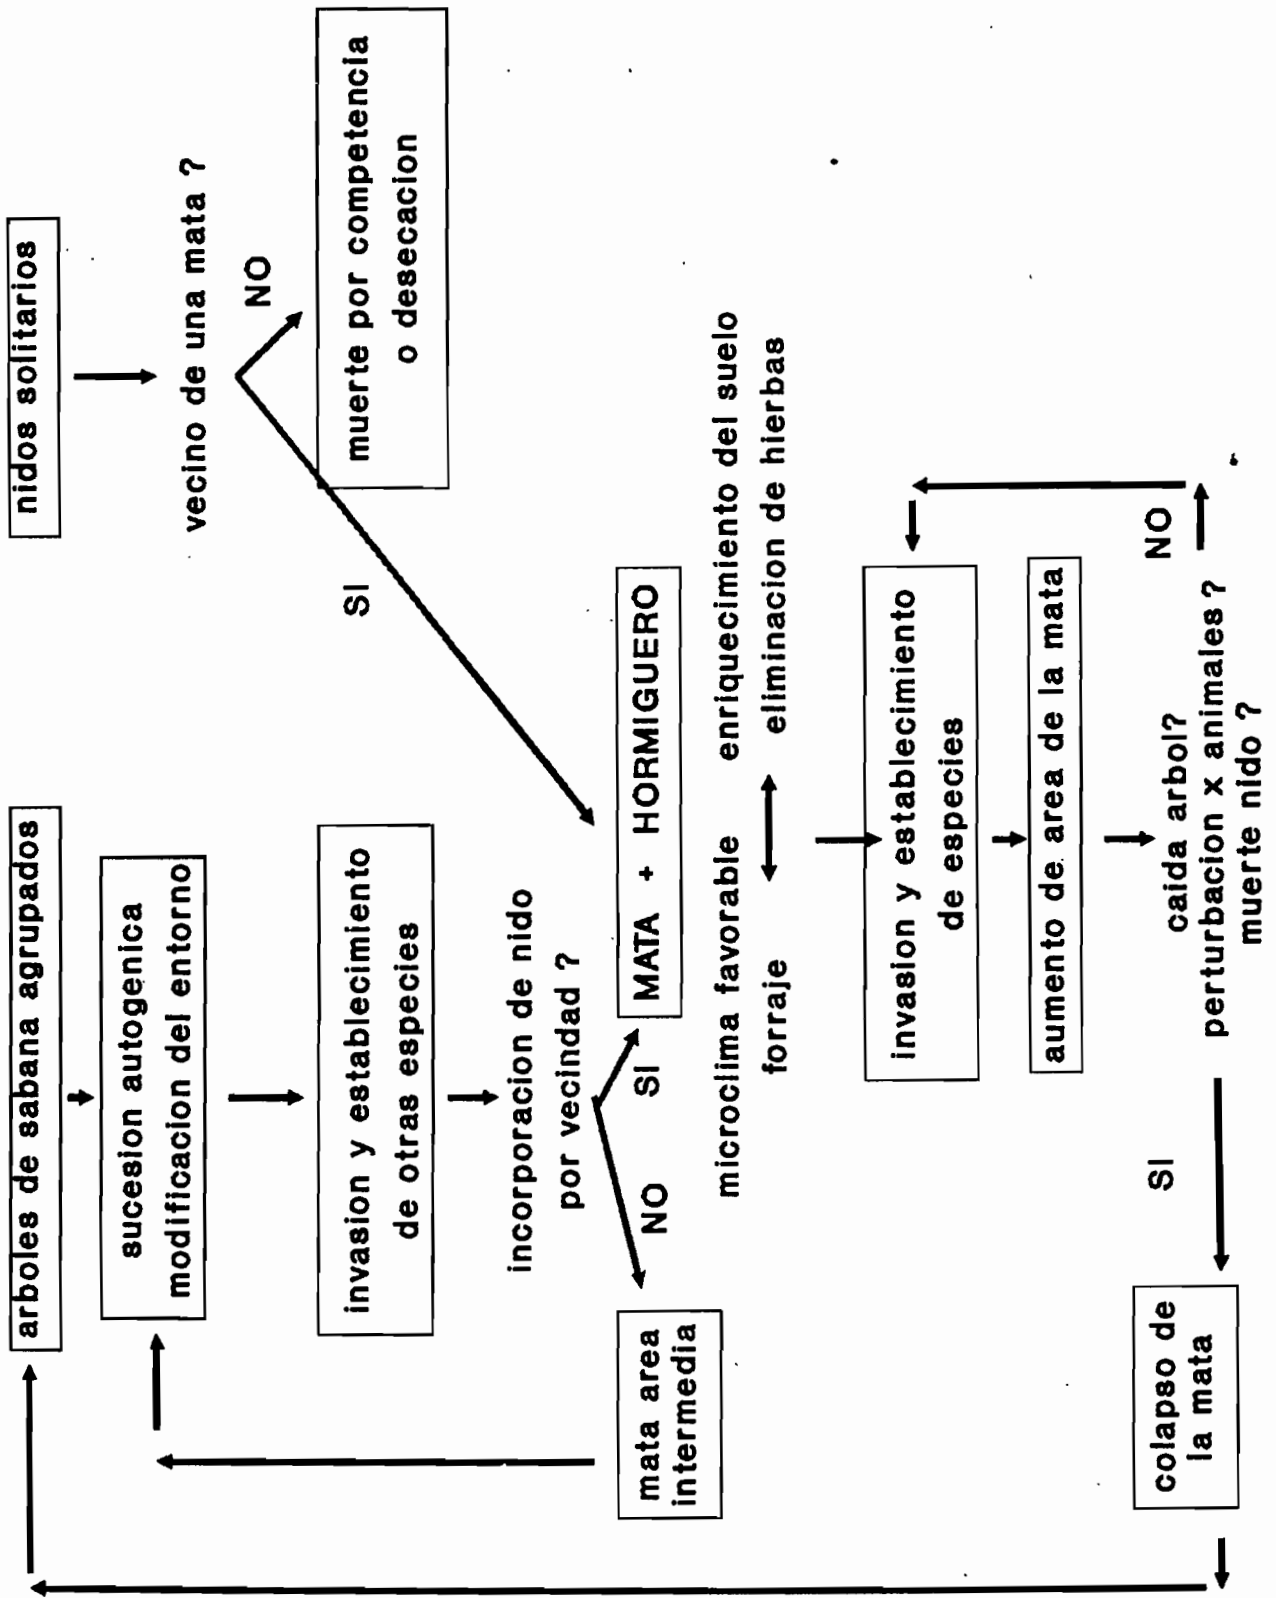 arboles de sabana agrupados
nidos solitarios
sucesion autogenica
modificacion del entorno
vecino de una mata ?
NO
SI
invasion y establecimiento
de otras especies
muerte por competencia
o desecacion
incorporacion de nido
por vecindad ?
NO
SI
mata area
intermedia
MATA + HORMIGUERO
microclima favorable
forraje
enriquecimiento del suelo
eliminacion de hierbas
invasion y establecimiento
de especies
aumento de area de la mata
caida arbol?
perturbacion x animales ?
muerte nido ?
SI
NO
colapso de
la mata